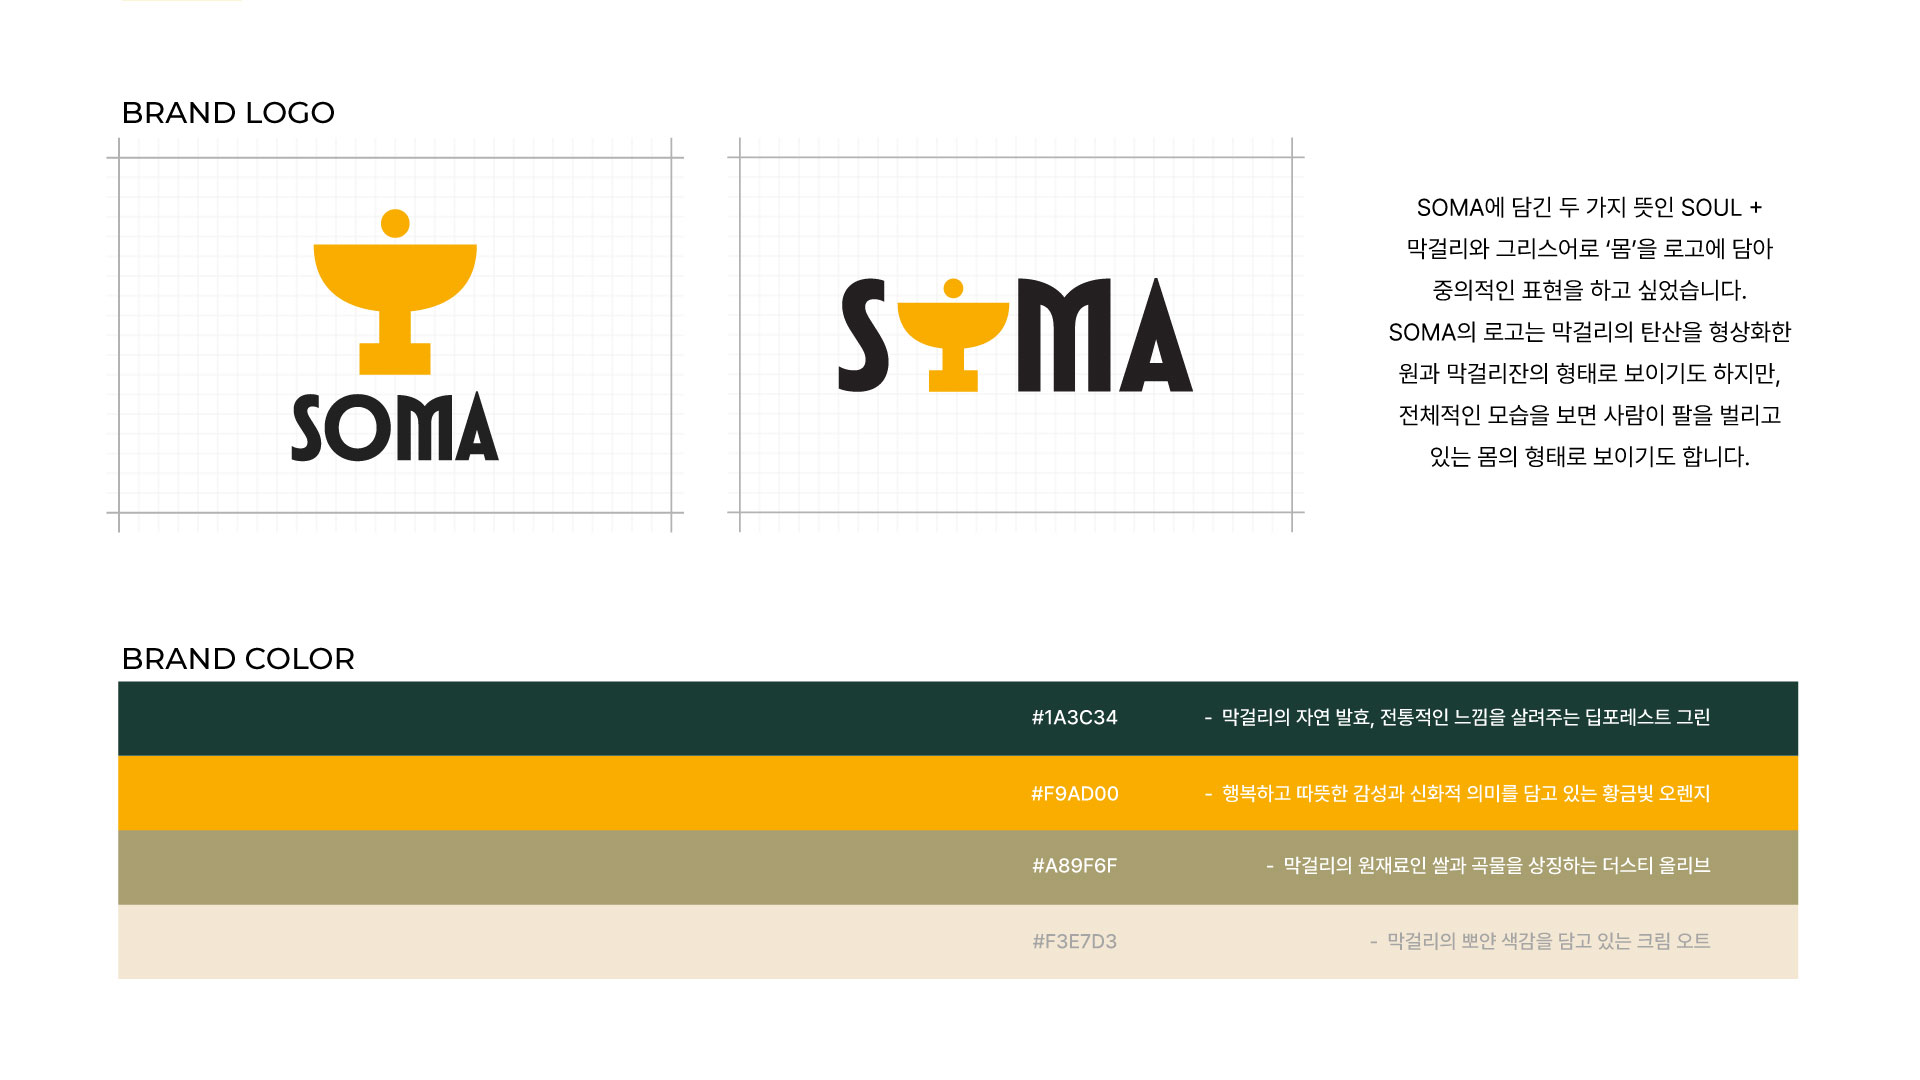 BRAND LOGO
SOMA
S MA
SOMA에 담긴 두 가지 뜻인 SOUL +
막걸리와 그리스어로 ‘몸’을 로고에 담아
중의적인 표현을 하고 싶었습니다.
SOMA의 로고는 막걸리의 탄산을 형상화한
원과 막걸리잔의 형태로 보이기도 하지만,
전체적인 모습을 보면 사람이 팔을 벌리고
있는 몸의 형태로 보이기도 합니다.
BRAND COLOR
#1A3C34 - 막걸리의 자연 발효, 전통적인 느낌을 살려주는 딥포레스트 그린
#F9AD00 - 행복하고 따뜻한 감성과 신화적 의미를 담고 있는 황금빛 오렌지
#A89F6F - 막걸리의 원재료인 쌀과 곡물을 상징하는 더스티 올리브
#F3E7D3 - 막걸리의 뽀얀 색감을 담고 있는 크림 오트